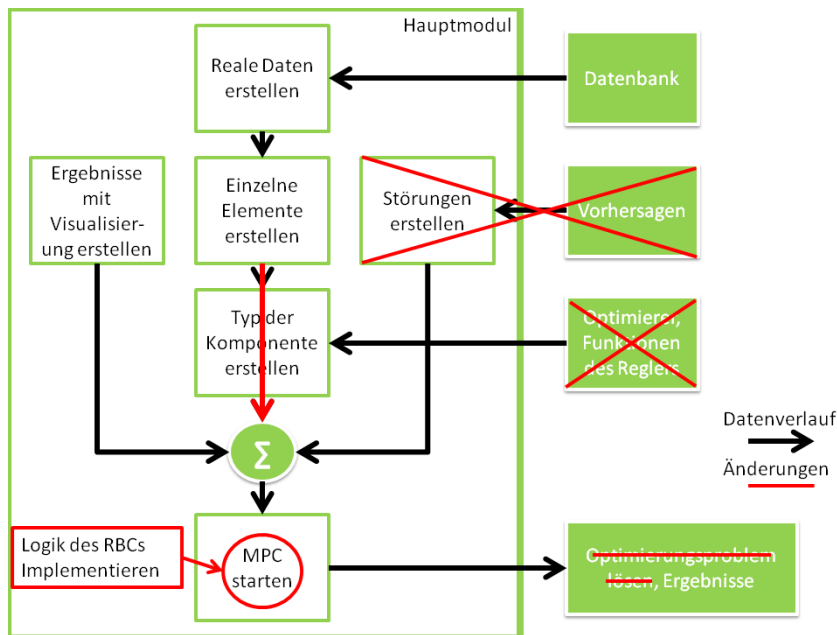 Hauptmodul
Reale Daten
erstellen
Datenbank
Ergebnisse
mit
Visualisier-
ung erstellen
Einzelne
Elemente
erstellen
Störungen
erstellen
Vorhersagen
Typ der
Komponente
erstellen
Optimierer,
Funktionen
des Reglers
Datenverlauf
Änderungen
Σ
Logik des RBCs
Implementieren
MPC
starten
Optimierungsproblem
lösen, Ergebnisse